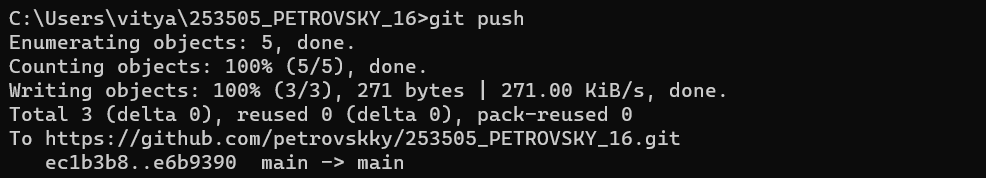 C:\Users\vitya\253505_PETROVSKY_16>git push
Enumerating objects: 5, done.
Counting objects: 100% (5/5), done.
Writing objects: 100% (3/3), 271 bytes | 271.00 KiB/s, done.
Total 3 (delta 0), reused 0 (delta 0), pack-reused 0
To https://github.com/petrovskky/253505_PETROVSKY_16.git
   ec1b3b8..e6b9390  main -> main